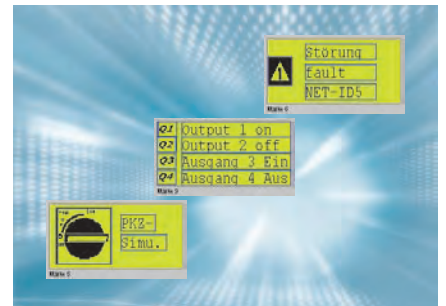 Störung
fault
NET-ID5
Q1 Output 1 on
Q2 Output 2 off
Q3 Ausgang 3 Ein
Q4 Ausgang 4 Aus
PKZ-
Simu.